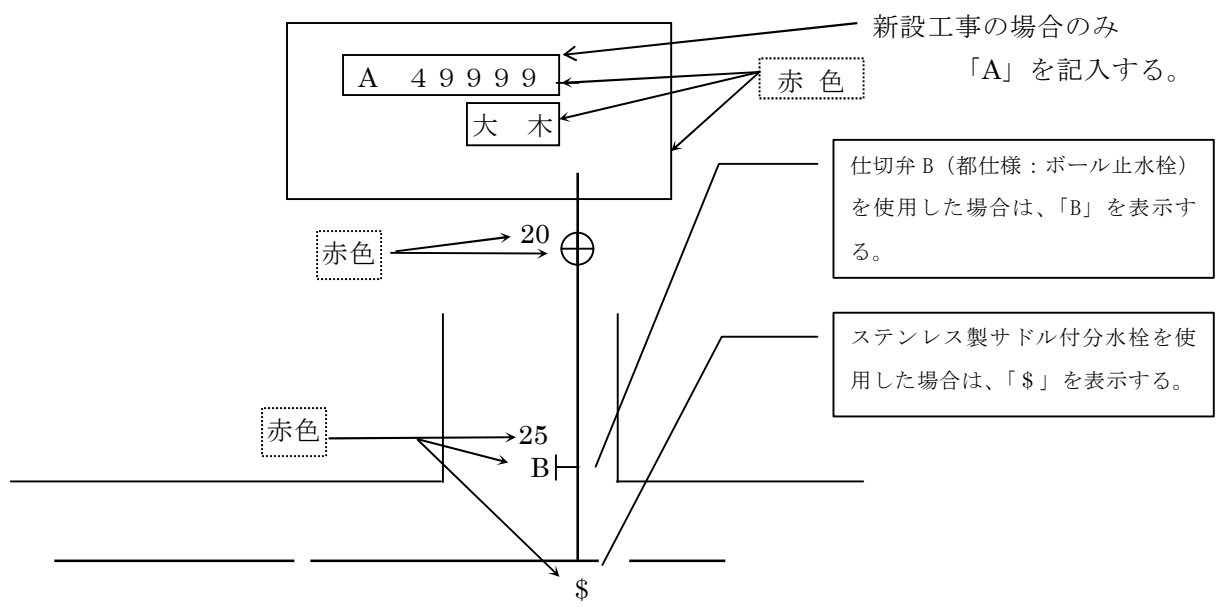 新設工事の場合のみ
「A」を記入する。
A ４９９９９
赤 色
大 木
仕切弁 B（都仕様：ボール止水栓）
を使用した場合は、「B」を表示す
る。
20
赤色
ステンレス製サドル付分水栓を使
用した場合は、「＄」を表示する。
赤色
25
B
$